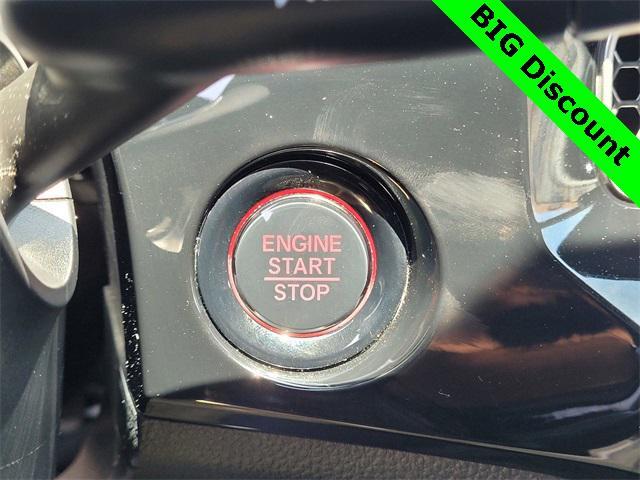 BIG Discount
ENGINE
START
STOP